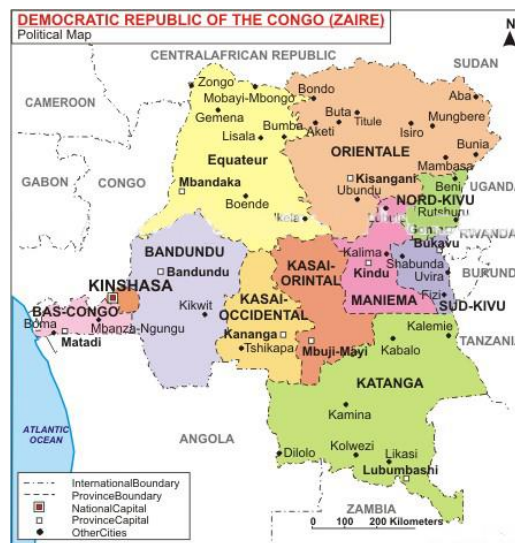 DEMOCRATIC REPUBLIC OF THE CONGO (ZAIRE)
Political Map
N
CENTRALAFRICAN REPUBLIC
SUDAN
CAMEROON
Zongo
Mobayi-Mbongo
Bondo
Aba
Gemena
Buta
Titule
Mungbere
Lisala
Bumba
Aketi
Isiro
Bunia
Equateur
ORIENTALE
Mambasa
GABON
CONGO
Mbandaka
Kisangani
Beni
UGANDA
Boende
Ubundu
NORD-KIVU
Rutshuru
RWANDA
BANDUNDU
Kalima
Bukavu
Bandundu
KASAI-
ORINTAL
Kindu
Shabunda
Uvira
BURUNDI
KINSHASA
KASAI-
OCCIDENTAL
MANIEMA
Fizi
SUD-KIVU
BAS-CONGO
Kikwit
Boma
Mbanza-Ngungu
Kananga
Kalemie
Matadi
Tshikapa
Mbuji-Mayi
Kabalo
TANZANIA
KATANGA
Kamina
ATLANTIC
OCEAN
ANGOLA
Dilolo
Kolwezi
Likasi
Lubumbashi
ZAMBIA
InternationalBoundary
ProvinceBoundary
NationalCapital
ProvinceCapital
OtherCities
0 100 200 Kilometers